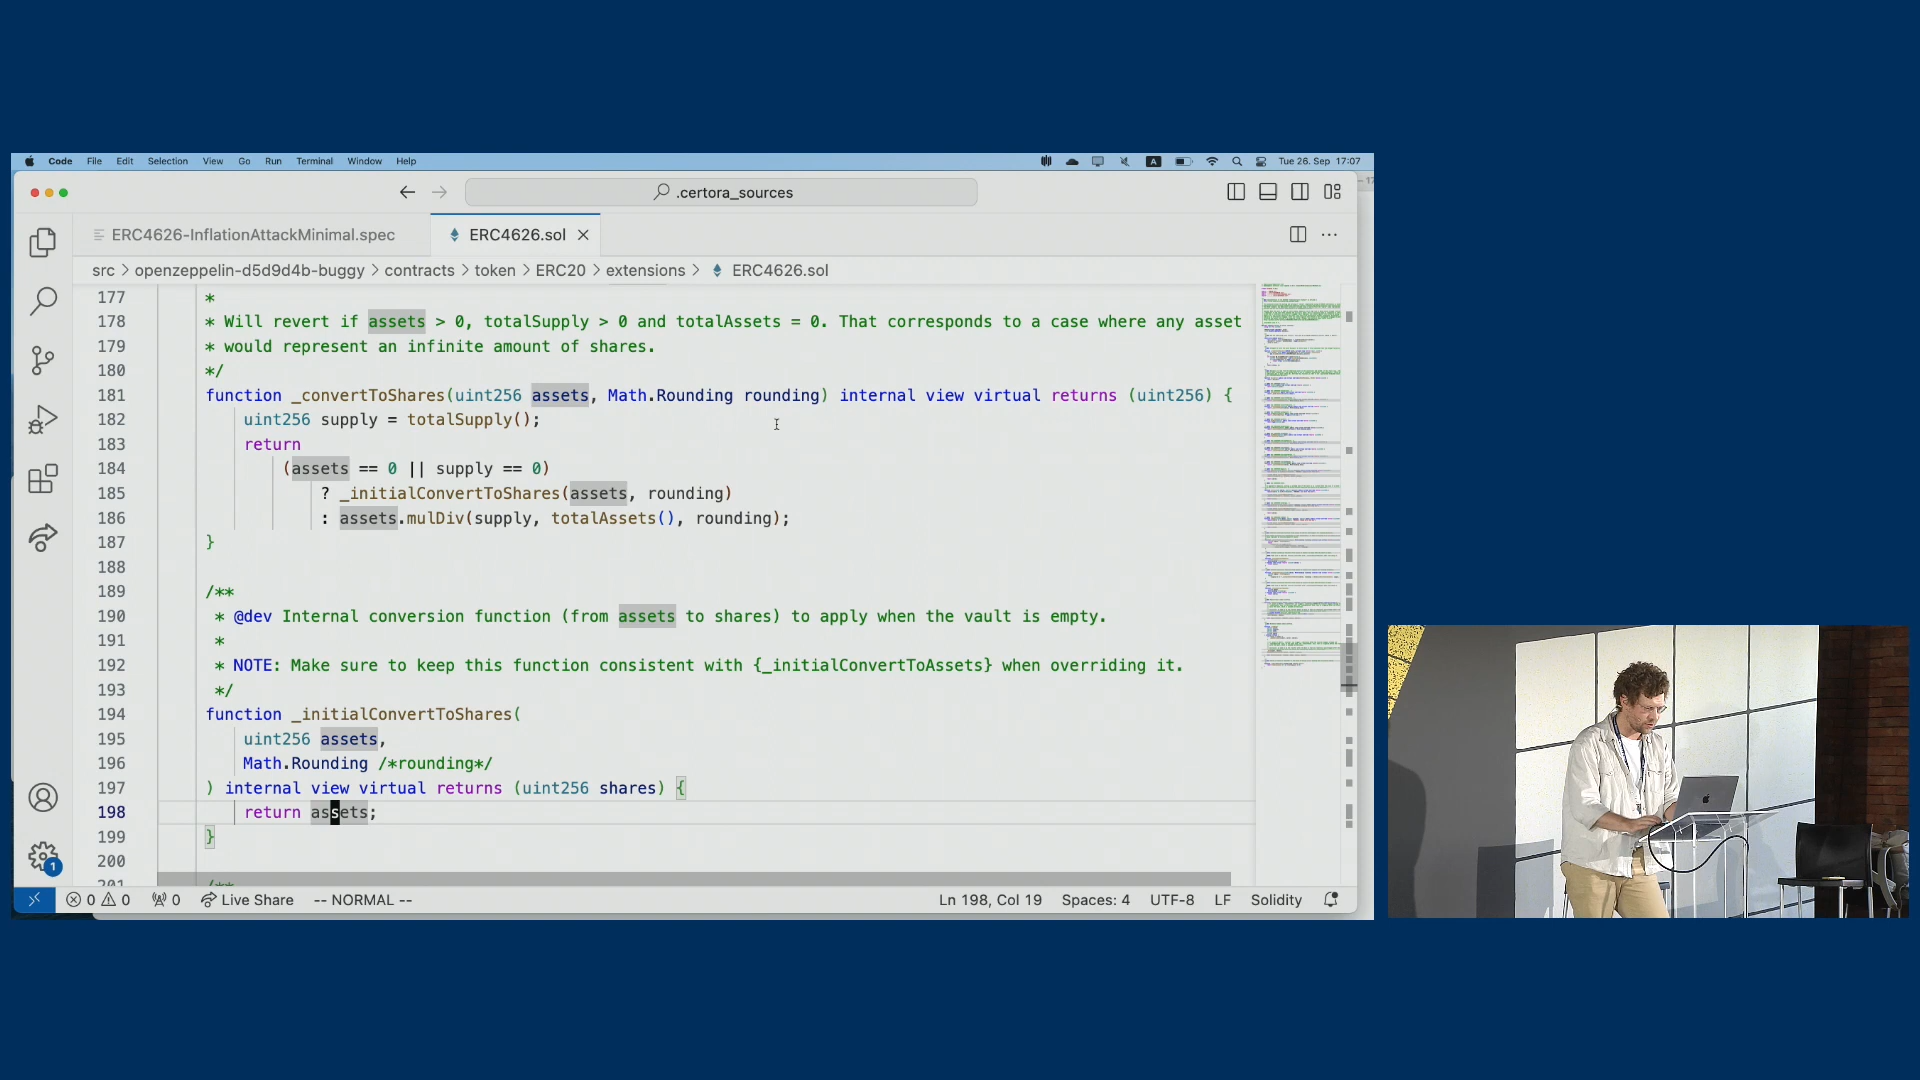 Code File Edit Selection View Go Run Terminal Window Help A Tue 26. Sep 17:07
.certora_sources
ERC4626-InflationAttackMinimal.spec ERC4626.sol
src > openzeppelin-d5d9d4b-buggy > contracts > token > ERC20 > extensions > ERC4626.sol
177 *
178 * Will revert if assets > 0, totalSupply > 0 and totalAssets = 0. That corresponds to a case where any asset
179 * would represent an infinite amount of shares.
180 */
181 function _convertToShares(uint256 assets, Math.Rounding rounding) internal view virtual returns (uint256) {
182 uint256 supply = totalSupply();
183 return
184 (assets == 0 || supply == 0)
185 ? _initialConvertToShares(assets, rounding)
186 : assets.mulDiv(supply, totalAssets(), rounding);
187 }
188
189 /**
190 * @dev Internal conversion function (from assets to shares) to apply when the vault is empty.
191 *
192 * NOTE: Make sure to keep this function consistent with {_initialConvertToAssets} when overriding it.
193 */
194 function _initialConvertToShares(
195 uint256 assets,
196 Math.Rounding /*rounding*/
197 ) internal view virtual returns (uint256 shares) {
198 return assets;
199 }
200
201 /**
1
0 0 0 Live Share -- NORMAL -- Ln 198, Col 19 Spaces: 4 UTF-8 LF Solidity